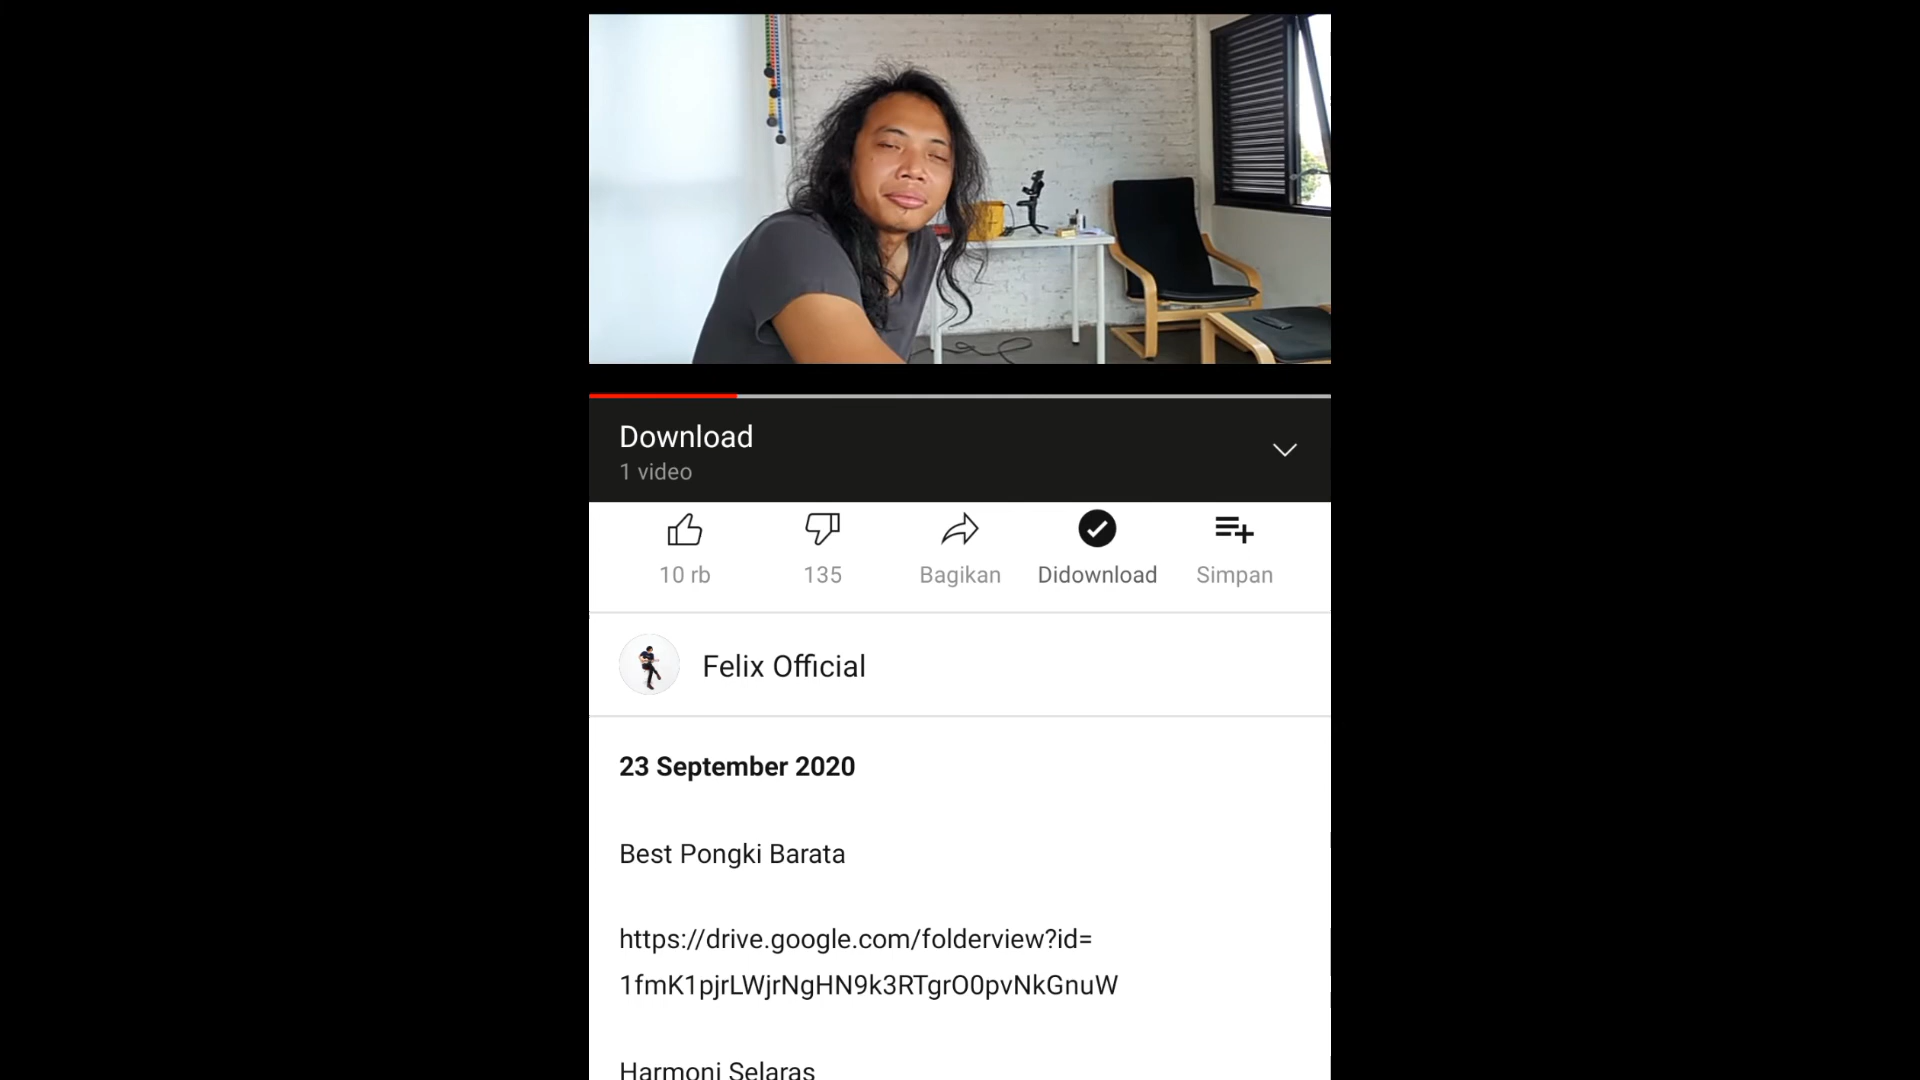 Download
1 video
10 rb
135
Bagikan
Didownload
Simpan
Felix Official
23 September 2020
Best Pongki Barata
https://drive.google.com/folderview?id=
1fmK1pjrLWjrNgHN9k3RTgrO0pvNkGnuW
Harmoni Selaras